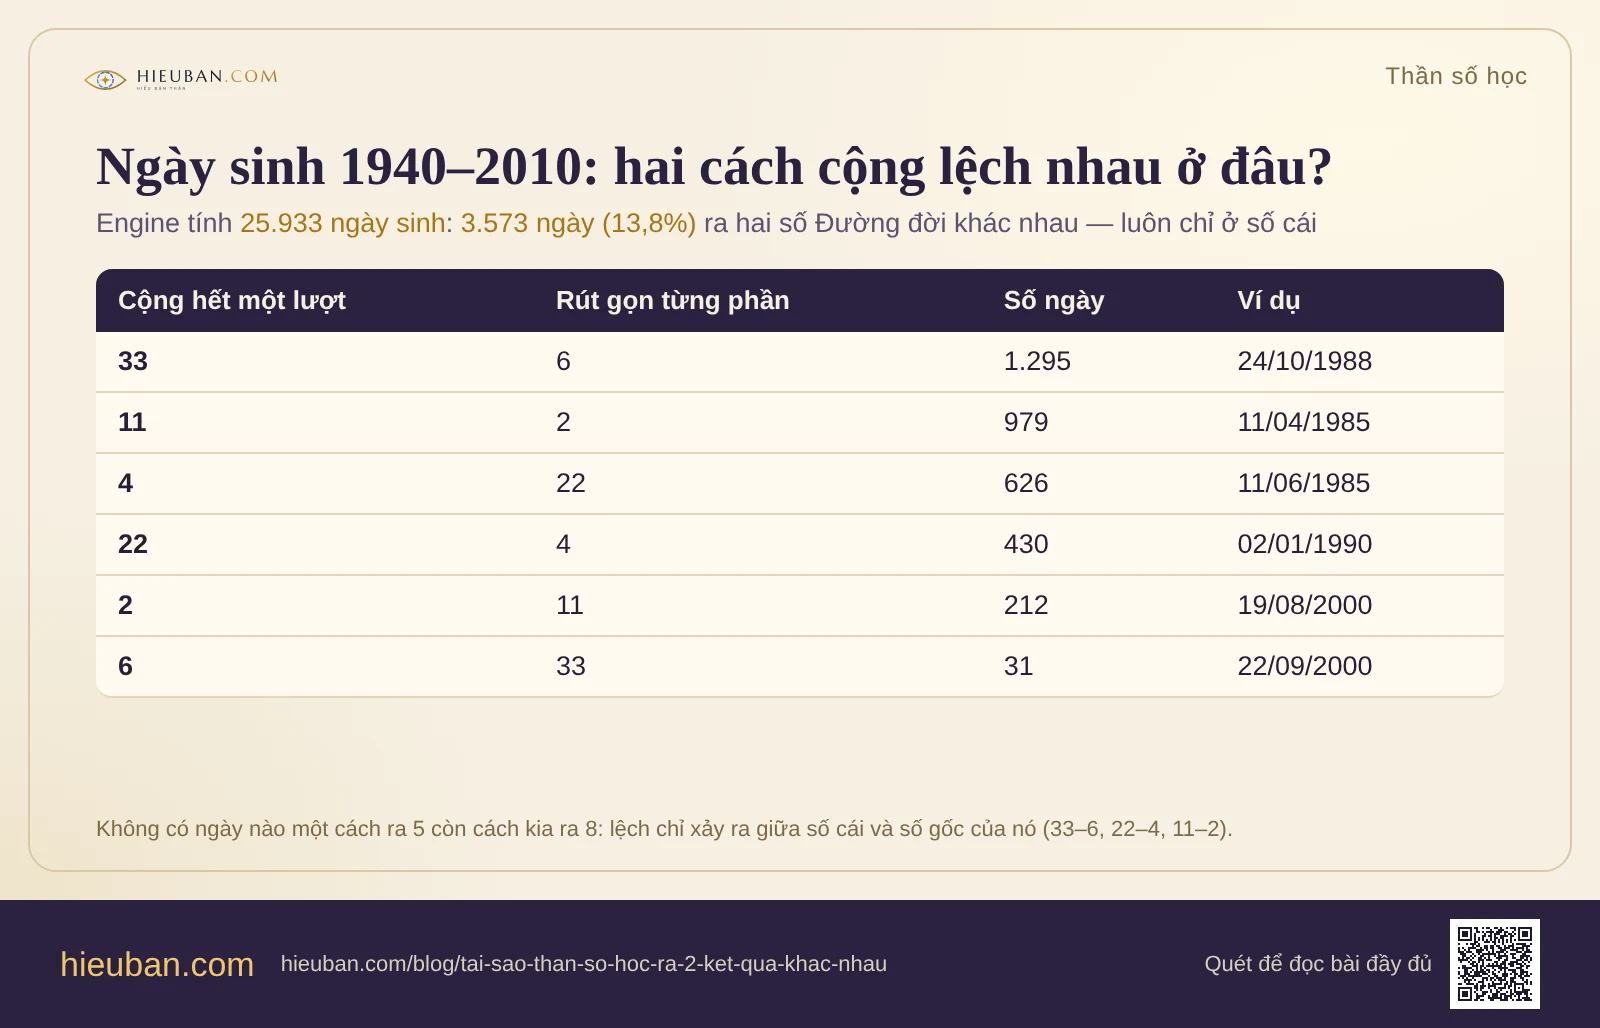 HIEUBAN.COM
HIỂU BẢN THÂN
Thần số học
Ngày sinh 1940–2010: hai cách cộng lệch nhau ở đâu?
Engine tính 25.933 ngày sinh: 3.573 ngày (13,8%) ra hai số Đường đời khác nhau — luôn chỉ ở số cái
Cộng hết một lượt Rút gọn từng phần Số ngày Ví dụ
33 6 1.295 24/10/1988
11 2 979 11/04/1985
4 22 626 11/06/1985
22 4 430 02/01/1990
2 11 212 19/08/2000
6 33 31 22/09/2000
Không có ngày nào một cách ra 5 còn cách kia ra 8: lệch chỉ xảy ra giữa số cái và số gốc của nó (33–6, 22–4, 11–2).
hieuban.com hieuban.com/blog/tai-sao-than-so-hoc-ra-2-ket-qua-khac-nhau Quét để đọc bài đầy đủ